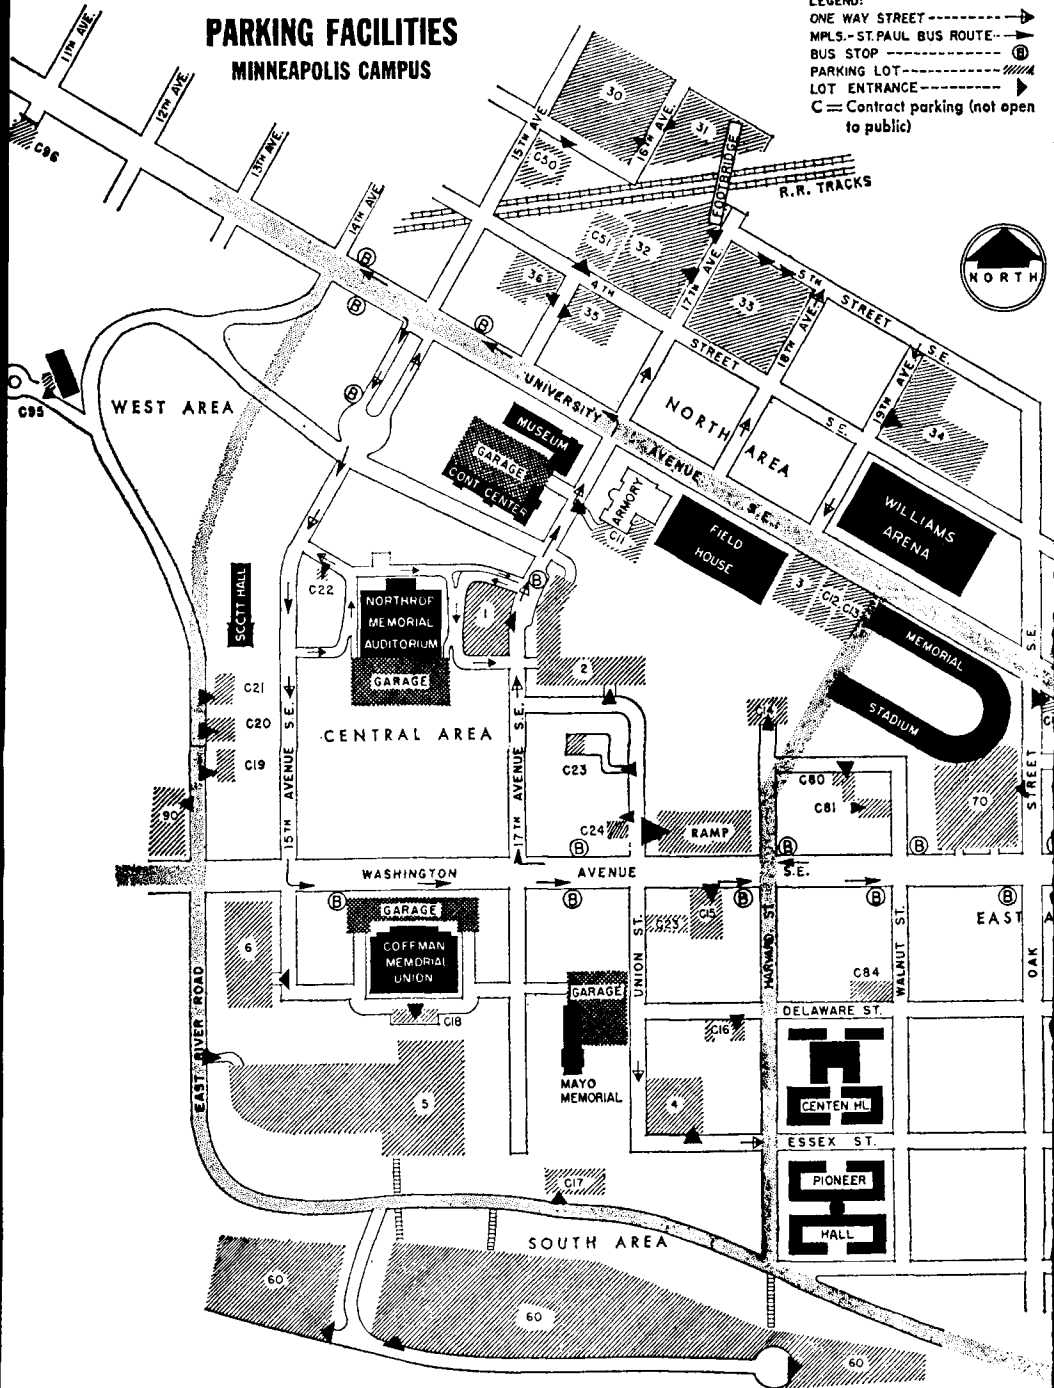 PARKING FACILITIES
MINNEAPOLIS CAMPUS
LEGEND:
ONE WAY STREET
MPLS.-ST. PAUL BUS ROUTE
BUS STOP B
PARKING LOT
LOT ENTRANCE
C = Contract parking (not open
to public)
11TH AVE.
12TH AVE.
13TH AVE.
14TH AVE.
15TH AVE
16TH AVE.
C96
30
31
C50
FOOTBRIDGE
R.R. TRACKS
NORTH
C51
32
17TH AVE.
33
5TH
STREET
S.E.
18TH AVE.
19TH AVE.
36
35
4TH
STREET
S.E.
34
B
B
B
B
C95
WEST AREA
UNIVERSITY
AVENUE
S.E.
NORTH
AREA
MUSEUM
GARAGE
CONT CENTER
ARMORY
C11
FIELD
HOUSE
WILLIAMS
ARENA
3
C12
C13
MEMORIAL
STADIUM
SCOTT HALL
C22
NORTHROP
MEMORIAL
AUDITORIUM
GARAGE
1
B
2
C21
C20
C19
90
CENTRAL AREA
15TH AVENUE S.E.
17TH AVENUE S.E.
C23
C24
RAMP
C14
C80
C81
70
STREET S.E.
B
B
B
WASHINGTON
AVENUE
S.E.
B
B
B
B
B
GARAGE
COFFMAN
MEMORIAL
UNION
C18
6
EAST RIVER ROAD
C23
C15
UNION ST.
HARVARD ST.
WALNUT ST.
OAK
EAST A
C84
DELAWARE ST.
GARAGE
MAYO
MEMORIAL
C16
4
5
CENTEN HL
ESSEX ST.
PIONEER
HALL
C17
SOUTH AREA
60
60
60